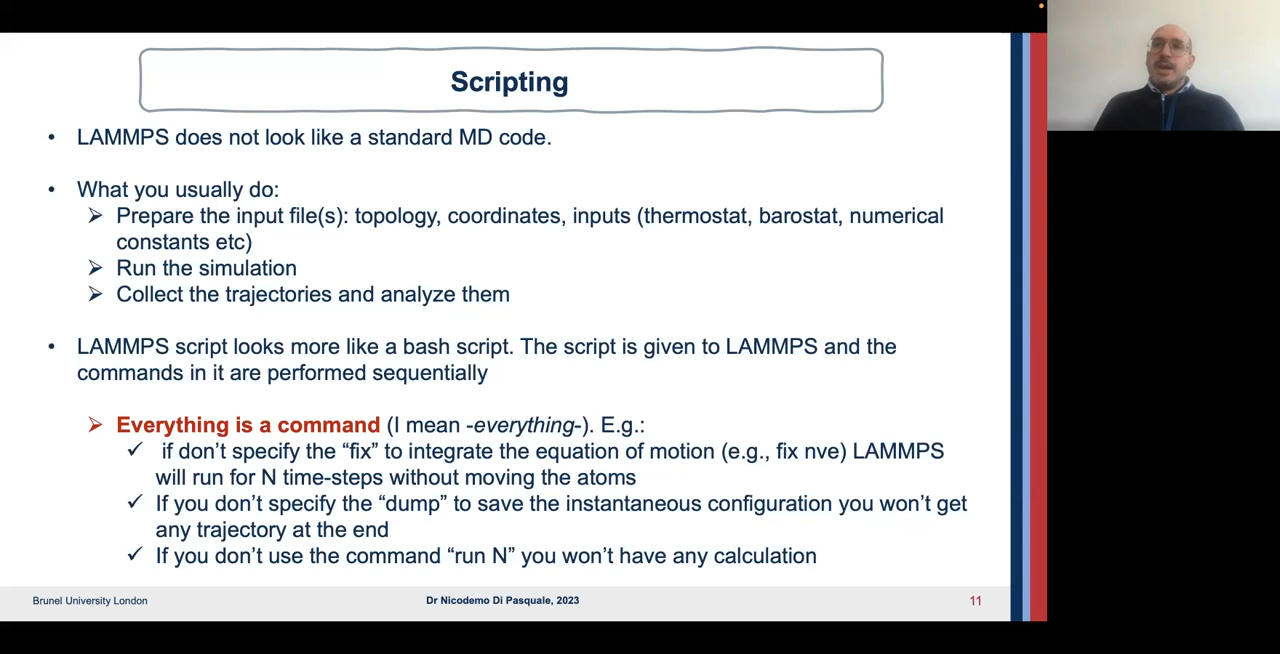 Scripting
• LAMMPS does not look like a standard MD code.
• What you usually do:
➢ Prepare the input file(s): topology, coordinates, inputs (thermostat, barostat, numerical
constants etc)
➢ Run the simulation
➢ Collect the trajectories and analyze them
• LAMMPS script looks more like a bash script. The script is given to LAMMPS and the
commands in it are performed sequentially
➢ Everything is a command (I mean -everything-). E.g.:
✓ if don’t specify the “fix” to integrate the equation of motion (e.g., fix nve) LAMMPS
will run for N time-steps without moving the atoms
✓ If you don’t specify the “dump” to save the instantaneous configuration you won’t get
any trajectory at the end
✓ If you don’t use the command “run N” you won’t have any calculation
Brunel University London
Dr Nicodemo Di Pasquale, 2023
11